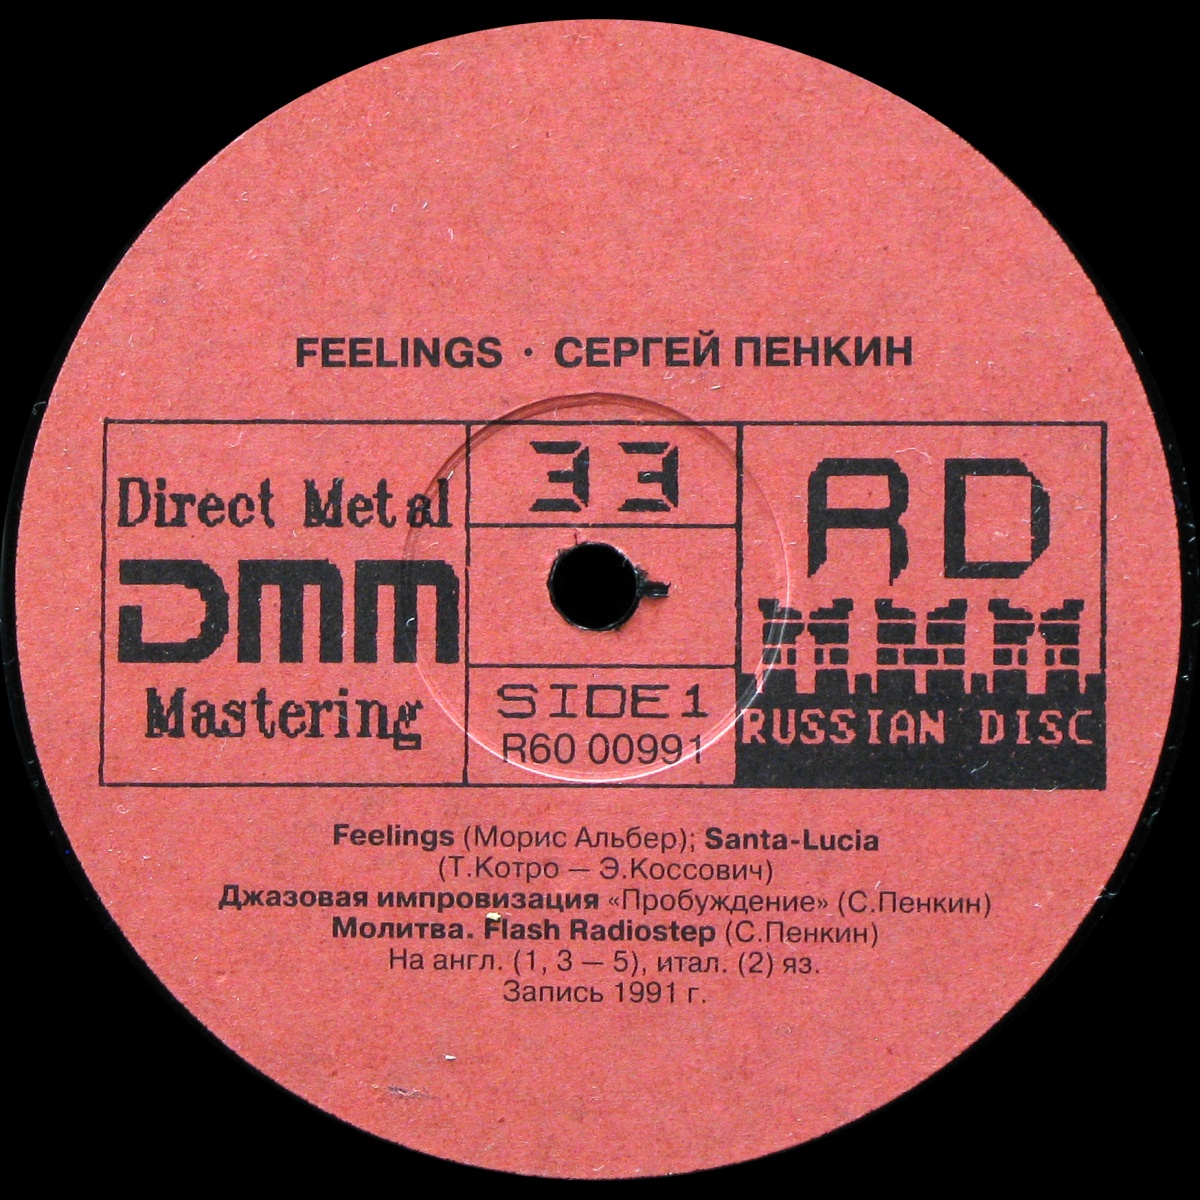 FEELINGS · СЕРГЕЙ ПЕНКИН
Direct Metal
DMM
Mastering
33
SIDE 1
R60 00991
RD
RUSSIAN DISC
Feelings (Морис Альбер); Santa-Lucia
(Т.Котро — Э.Коссович)
Джазовая импровизация «Пробуждение» (С.Пенкин)
Молитва. Flash Radiostep (С.Пенкин)
На англ. (1, 3 — 5), итал. (2) яз.
Запись 1991 г.